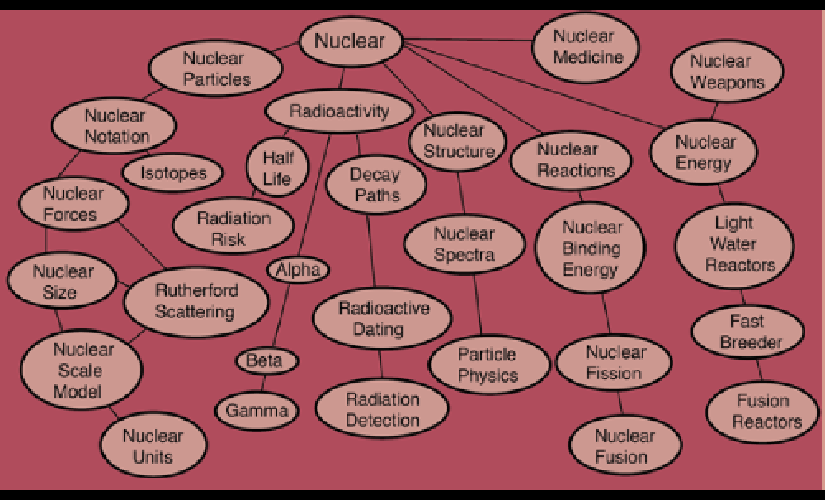 Nuclear
Nuclear
Medicine
Nuclear
Particles
Nuclear
Weapons
Nuclear
Notation
Radioactivity
Nuclear
Structure
Nuclear
Reactions
Nuclear
Energy
Isotopes
Half
Life
Decay
Paths
Nuclear
Forces
Radiation
Risk
Nuclear
Spectra
Nuclear
Binding
Energy
Light
Water
Reactors
Nuclear
Size
Rutherford
Scattering
Alpha
Radioactive
Dating
Fast
Breeder
Nuclear
Scale
Model
Beta
Particle
Physics
Nuclear
Fission
Gamma
Radiation
Detection
Fusion
Reactors
Nuclear
Units
Nuclear
Fusion